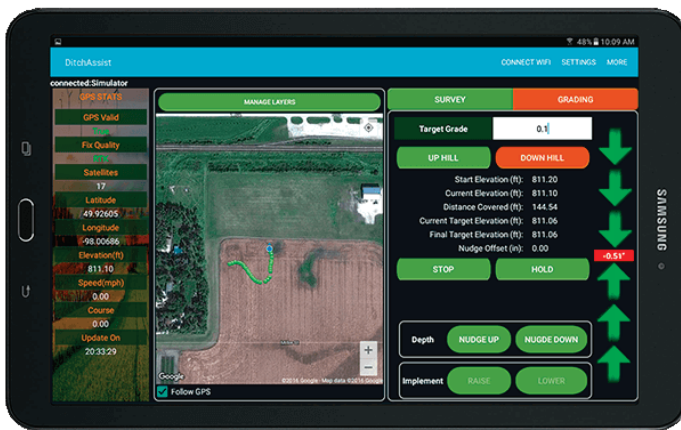 48% 10:09 AM
DitchAssist
CONNECT WIFI SETTINGS MORE
connected:Simulator
GPS STATS
GPS Valid
True
Fix Quality
RTK
Satellites
17
Latitude
49.92605
Longitude
-98.00686
Elevation(ft)
811.10
Speed(mph)
0.00
Course
0.00
Update On
20:33:29
MANAGE LAYERS
+
−
Google
©2016 Google - Map data ©2016 Google
Follow GPS
SURVEY GRADING
Target Grade 0.1
UP HILL DOWN HILL
Start Elevation (ft): 811.20
Current Elevation (ft): 811.10
Distance Covered (ft): 144.54
Current Target Elevation (ft): 811.06
Final Target Elevation (ft): 811.06
Nudge Offset (in): 0.00
-0.51"
STOP HOLD
Depth NUDGE UP NUGDE DOWN
Implement RAISE LOWER
SAMSUNG